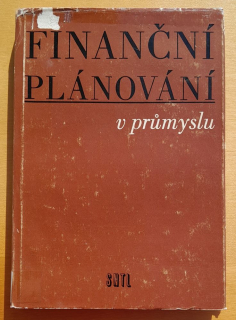 FINANČNÍ
PLÁNOVÁNÍ
v průmyslu
SNTL